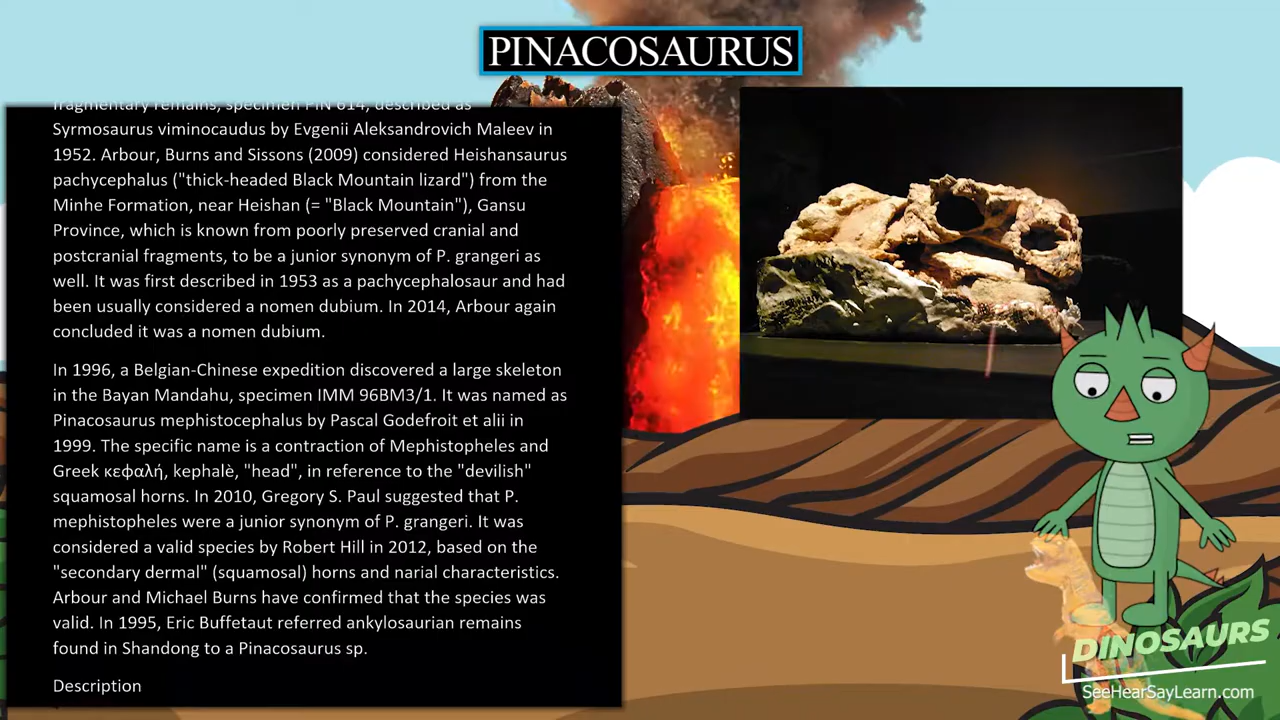 PINACOSAURUS
fragmentary remains, specimen PIN 614, described as
Syrmosaurus viminocaudus by Evgenii Aleksandrovich Maleev in
1952. Arbour, Burns and Sissons (2009) considered Heishansaurus
pachycephalus ("thick-headed Black Mountain lizard") from the
Minhe Formation, near Heishan (= "Black Mountain"), Gansu
Province, which is known from poorly preserved cranial and
postcranial fragments, to be a junior synonym of P. grangeri as
well. It was first described in 1953 as a pachycephalosaur and had
been usually considered a nomen dubium. In 2014, Arbour again
concluded it was a nomen dubium.
In 1996, a Belgian-Chinese expedition discovered a large skeleton
in the Bayan Mandahu, specimen IMM 96BM3/1. It was named as
Pinacosaurus mephistocephalus by Pascal Godefroit et alii in
1999. The specific name is a contraction of Mephistopheles and
Greek κεφαλή, kephalè, "head", in reference to the "devilish"
squamosal horns. In 2010, Gregory S. Paul suggested that P.
mephistopheles were a junior synonym of P. grangeri. It was
considered a valid species by Robert Hill in 2012, based on the
"secondary dermal" (squamosal) horns and narial characteristics.
Arbour and Michael Burns have confirmed that the species was
valid. In 1995, Eric Buffetaut referred ankylosaurian remains
found in Shandong to a Pinacosaurus sp.
Description
DINOSAURS
SeeHearSayLearn.com